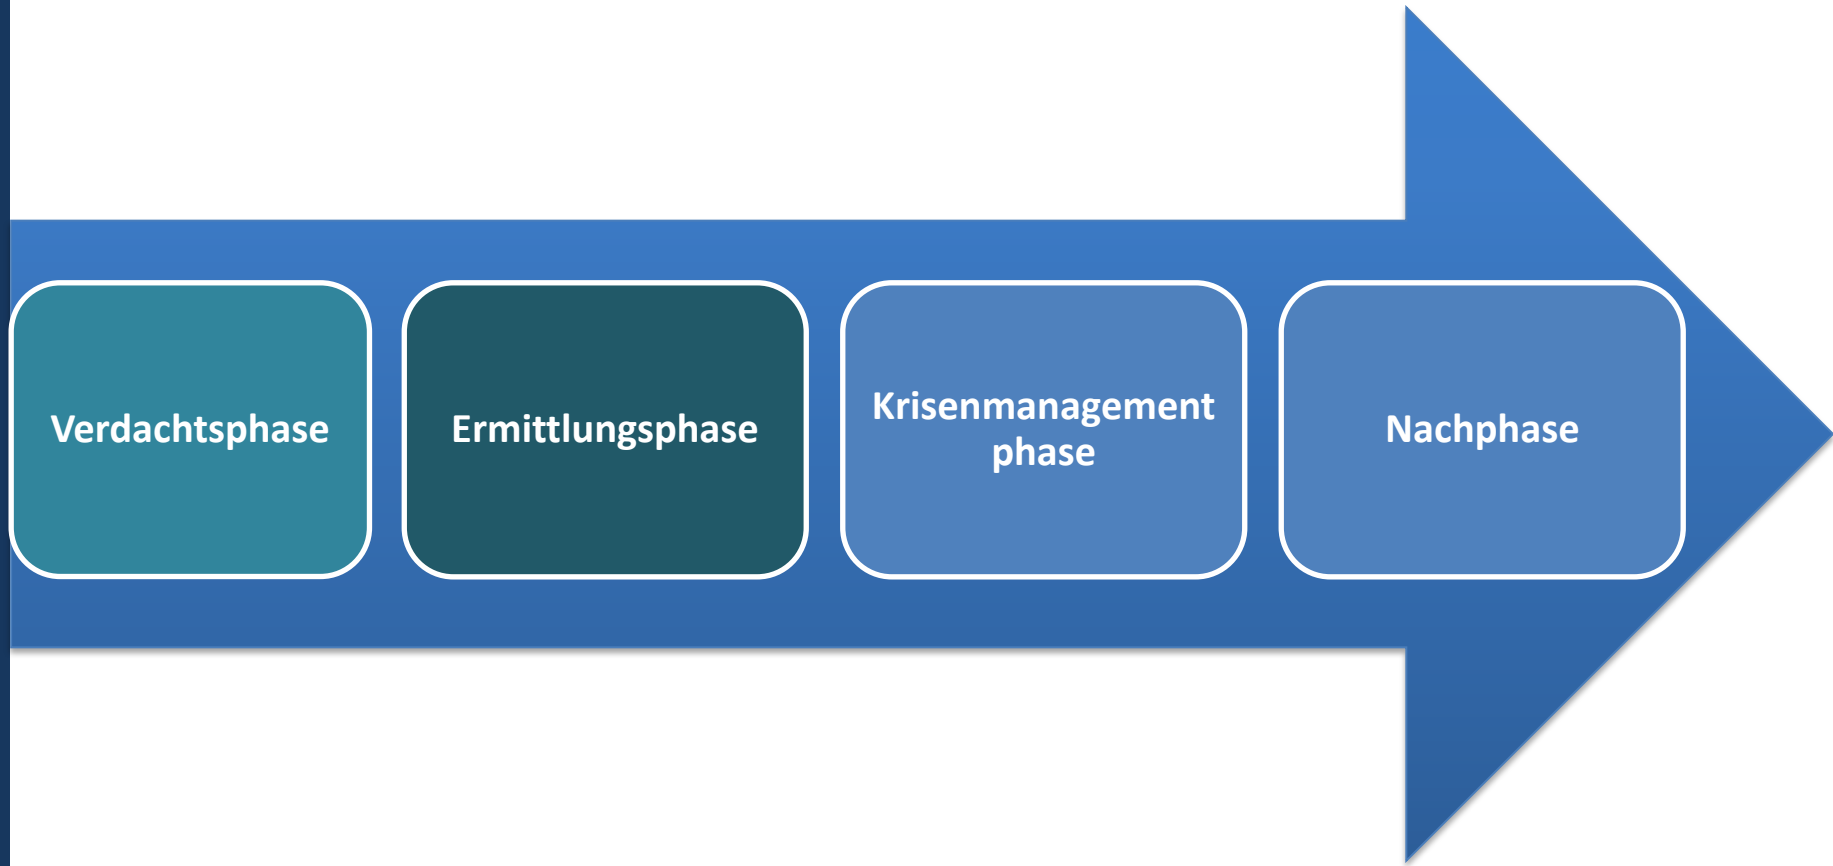 Verdachtsphase
Ermittlungsphase
Krisenmanagement
phase
Nachphase